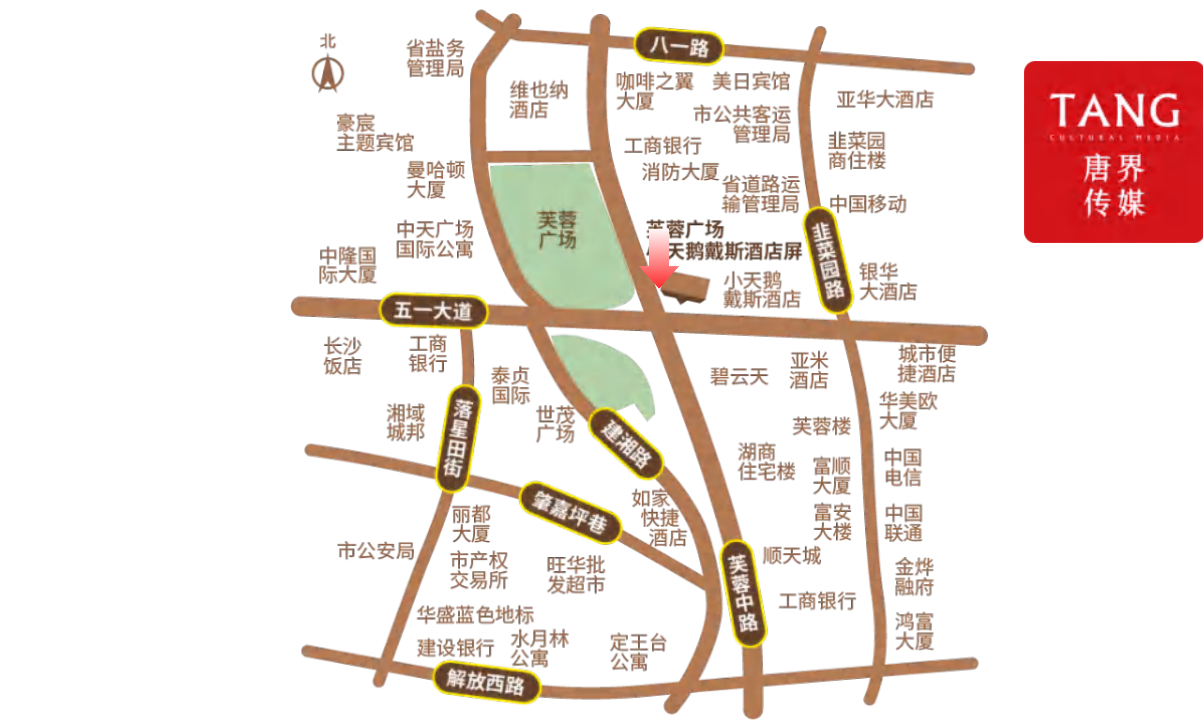 北
省盐务
管理局
维也纳
酒店
八一路
咖啡之翼
大厦
美日宾馆
市公共客运
管理局
亚华大酒店
TANG
CULTURAL MEDIA
唐界
传媒
豪宸
主题宾馆
工商银行
消防大厦
韭菜园
商住楼
曼哈顿
大厦
省道路运
输管理局
中国移动
芙蓉
广场
芙蓉广场
小天鹅戴斯酒店屏
中天广场
国际公寓
中隆国
际大厦
韭菜园路
小天鹅
戴斯酒店
银华
大酒店
五一大道
长沙
饭店
工商
银行
泰贞
国际
碧云天
亚米
酒店
城市便
捷酒店
湘域
城邦
落星田街
世茂
广场
建湘路
芙蓉楼
华美欧
大厦
湖商
住宅楼
富顺
大厦
中国
电信
肇嘉坪巷
如家
快捷
酒店
富安
大楼
中国
联通
丽都
大厦
市公安局
市产权
交易所
旺华批
发超市
芙蓉中路
顺天城
金烨
融府
工商银行
华盛蓝色地标
建设银行
水月林
公寓
定王台
公寓
鸿富
大厦
解放西路